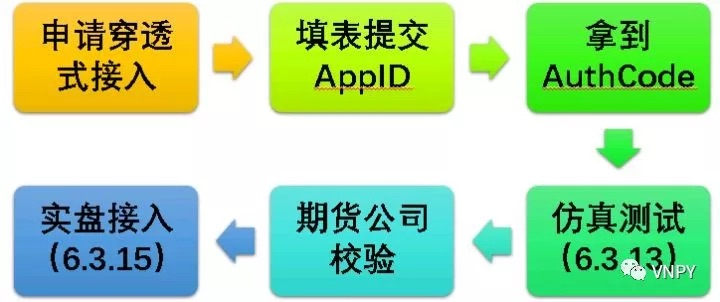 申请穿透
式接入
填表提交
AppID
拿到
AuthCode
仿真测试
(6.3.13)
期货公司
校验
实盘接入
(6.3.15)
VNPY